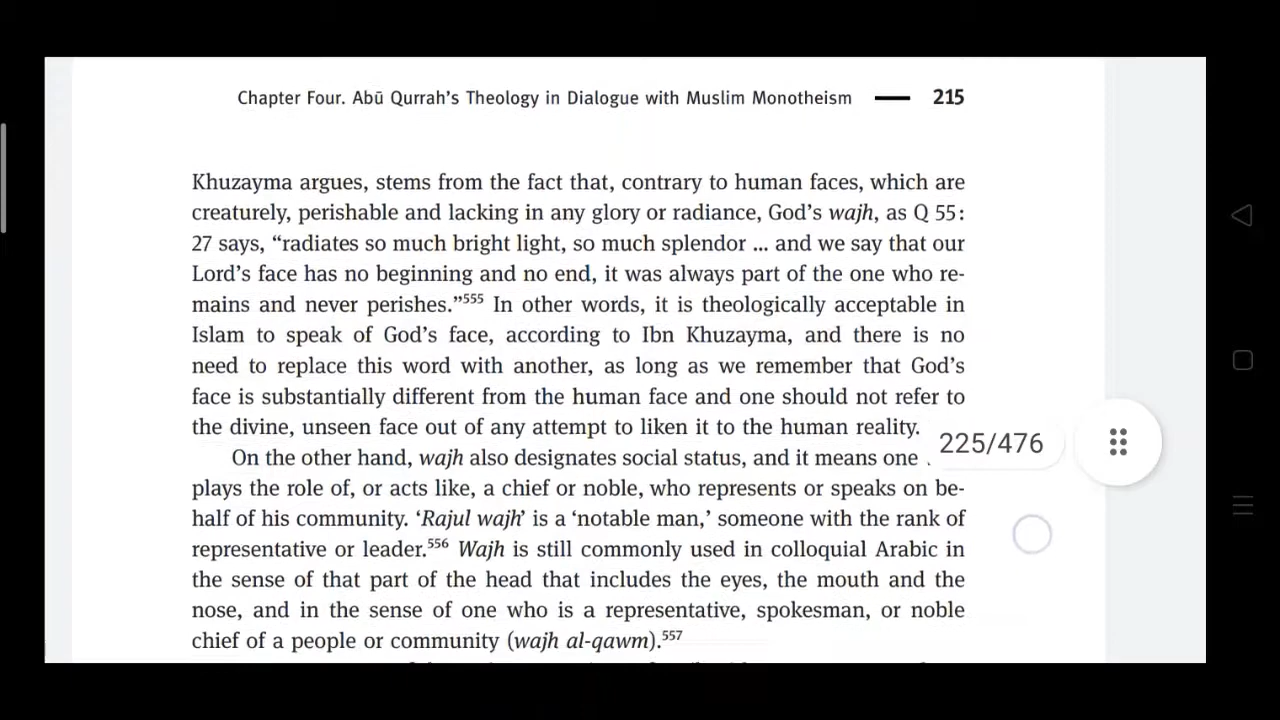 Chapter Four. Abū Qurrah’s Theology in Dialogue with Muslim Monotheism — 215
Khuzayma argues, stems from the fact that, contrary to human faces, which are
creaturely, perishable and lacking in any glory or radiance, God’s wajh, as Q 55:
27 says, “radiates so much bright light, so much splendor ... and we say that our
Lord’s face has no beginning and no end, it was always part of the one who re-
mains and never perishes.”555 In other words, it is theologically acceptable in
Islam to speak of God’s face, according to Ibn Khuzayma, and there is no
need to replace this word with another, as long as we remember that God’s
face is substantially different from the human face and one should not refer to
the divine, unseen face out of any attempt to liken it to the human reality.
225/476
On the other hand, wajh also designates social status, and it means one
plays the role of, or acts like, a chief or noble, who represents or speaks on be-
half of his community. ‘Rajul wajh’ is a ‘notable man,’ someone with the rank of
representative or leader.556 Wajh is still commonly used in colloquial Arabic in
the sense of that part of the head that includes the eyes, the mouth and the
nose, and in the sense of one who is a representative, spokesman, or noble
chief of a people or community (wajh al-qawm).557